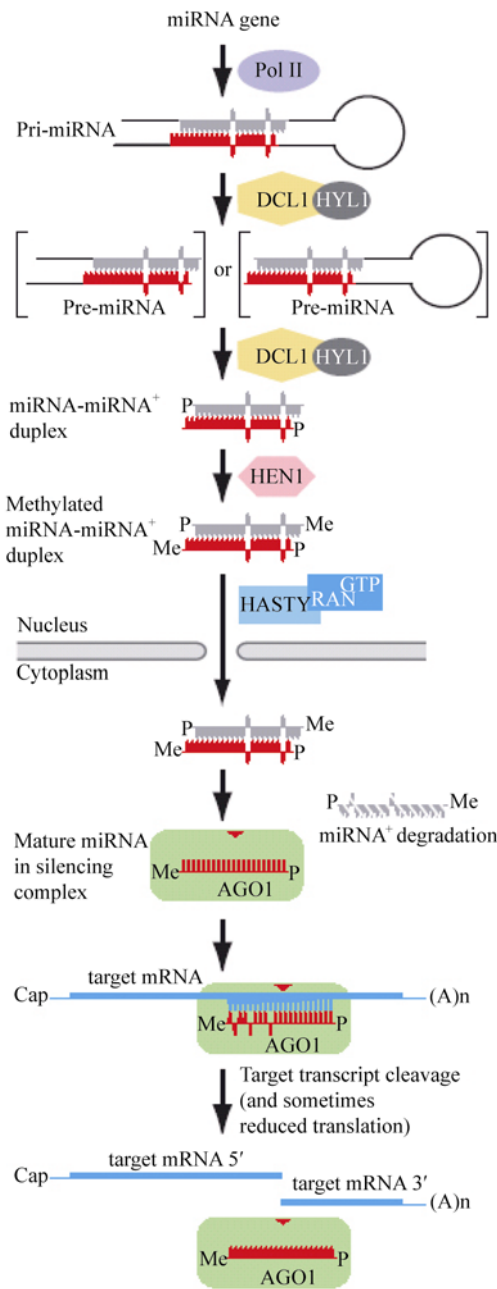 miRNA gene
Pol II
Pri-miRNA
DCL1 HYL1
or
Pre-miRNA Pre-miRNA
DCL1 HYL1
miRNA-miRNA⁺
duplex
P
P
HEN1
Methylated
miRNA-miRNA⁺
duplex
P Me
Me P
HASTY RAN GTP
Nucleus
Cytoplasm
P Me
Me P
P Me
miRNA⁺ degradation
Mature miRNA
in silencing
complex
Me P
AGO1
target mRNA
Cap (A)n
Me P
AGO1
Target transcript cleavage
(and sometimes
reduced translation)
target mRNA 5′
Cap
target mRNA 3′
(A)n
Me P
AGO1